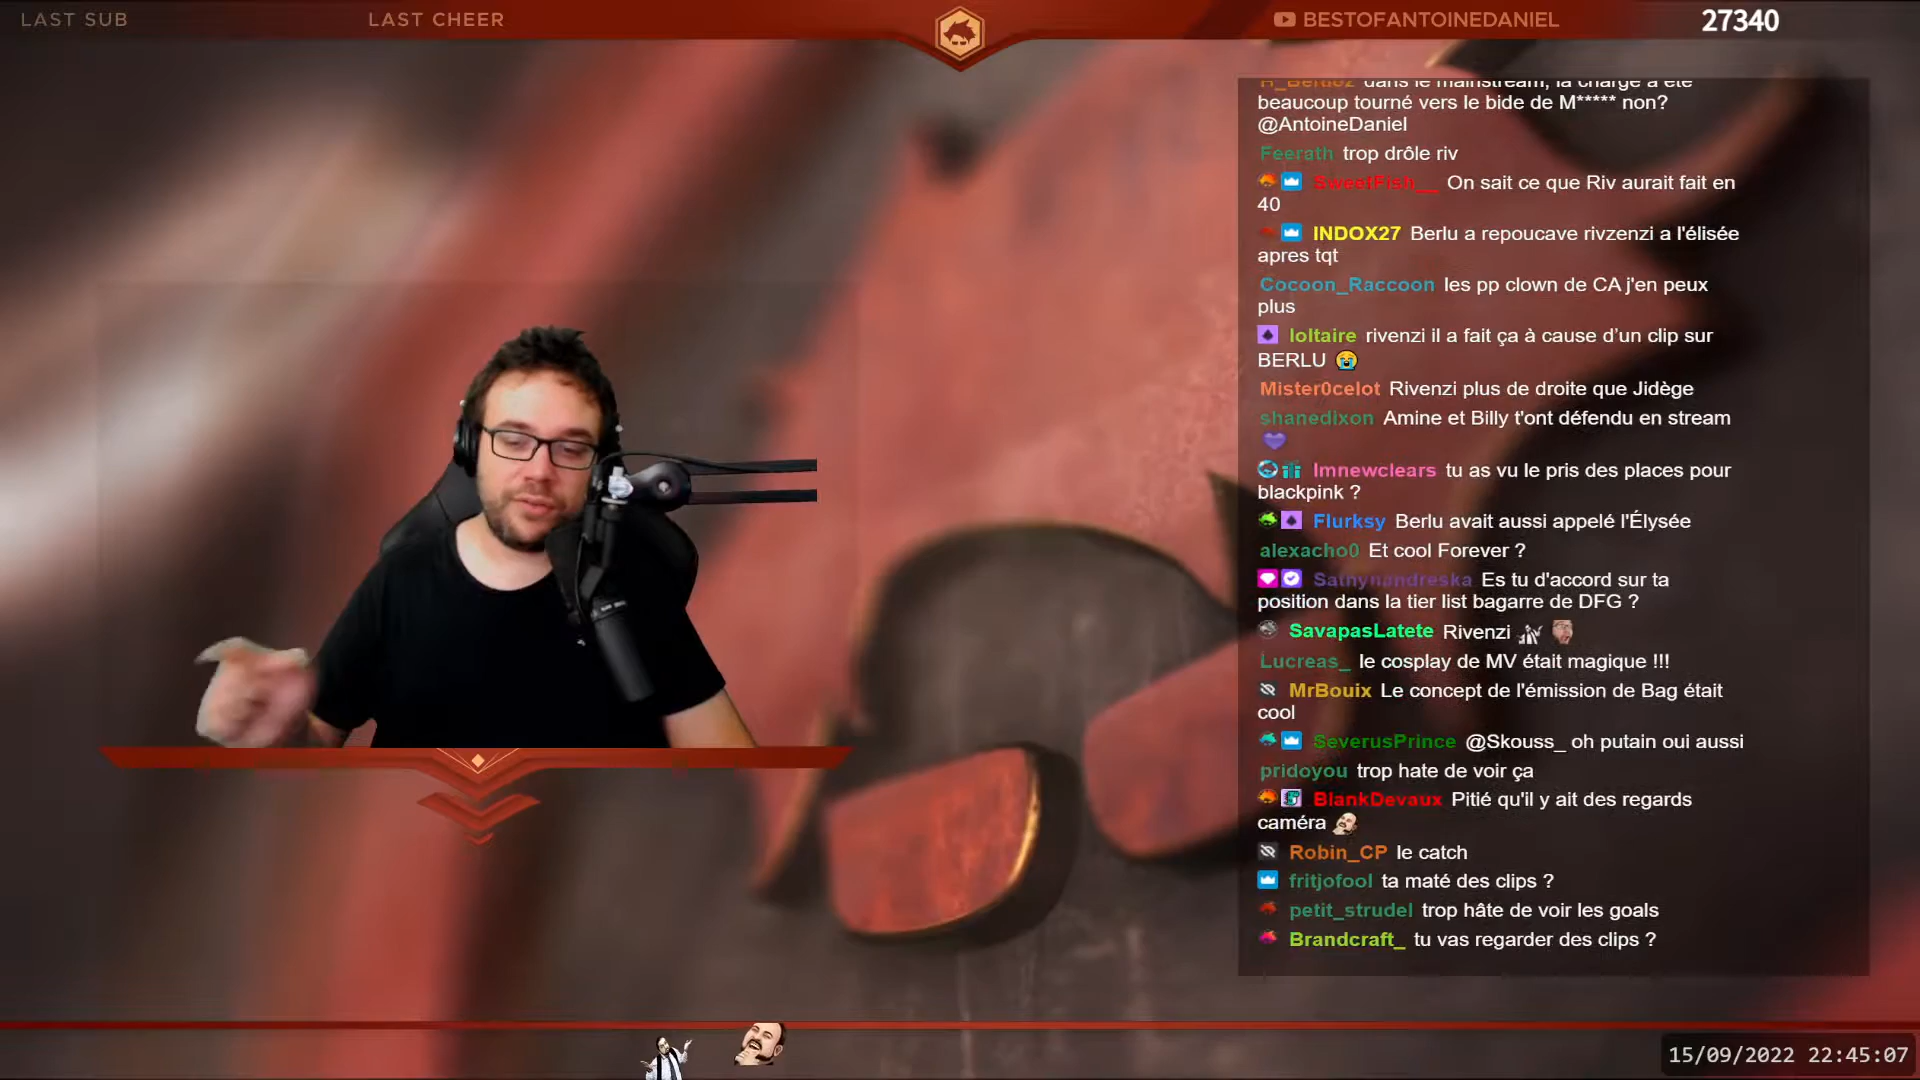 LAST SUB
LAST CHEER
BESTOFANTOINEDANIEL
27340
dans le mainstream, la charge a été
beaucoup tourné vers le bide de M***** non?
@AntoineDaniel
Feerath trop drôle riv
SweetFish__ On sait ce que Riv aurait fait en
40
INDOX27 Berlu a repoucave rivzenzi a l'élisée
apres tqt
Cocoon_Raccoon les pp clown de CA j'en peux
plus
loltaire rivenzi il a fait ça à cause d’un clip sur
BERLU
Mister0celot Rivenzi plus de droite que Jidège
shanedixon Amine et Billy t'ont défendu en stream
Imnewclears tu as vu le pris des places pour
blackpink ?
Flurksy Berlu avait aussi appelé l'Élysée
alexacho0 Et cool Forever ?
Sathynandreska Es tu d'accord sur ta
position dans la tier list bagarre de DFG ?
SavapasLatete Rivenzi
Lucreas_ le cosplay de MV était magique !!!
MrBouix Le concept de l'émission de Bag était
cool
SeverusPrince @Skouss_ oh putain oui aussi
pridoyou trop hate de voir ça
BlankDevaux Pitié qu'il y ait des regards
caméra
Robin_CP le catch
fritjofool ta maté des clips ?
petit_strudel trop hâte de voir les goals
Brandcraft_ tu vas regarder des clips ?
15/09/2022 22:45:07